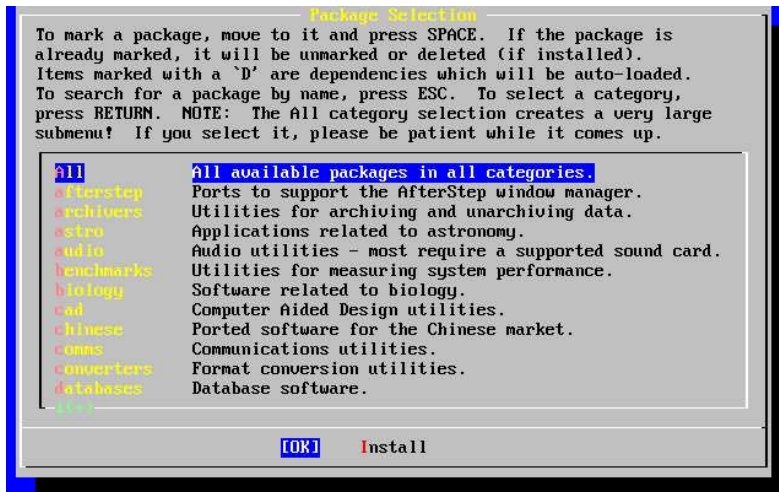 Package Selection
To mark a package, move to it and press SPACE.  If the package is
already marked, it will be unmarked or deleted (if installed).
Items marked with a `D' are dependencies which will be auto-loaded.
To search for a package by name, press ESC.  To select a category,
press RETURN.  NOTE:  The All category selection creates a very large
submenu!  If you select it, please be patient while it comes up.
All All available packages in all categories.
afterstep Ports to support the AfterStep window manager.
archivers Utilities for archiving and unarchiving data.
astro Applications related to astronomy.
audio Audio utilities - most require a supported sound card.
benchmarks Utilities for measuring system performance.
biology Software related to biology.
cad Computer Aided Design utilities.
chinese Ported software for the Chinese market.
comms Communications utilities.
converters Format conversion utilities.
databases Database software.
↓(+)
[OK] Install